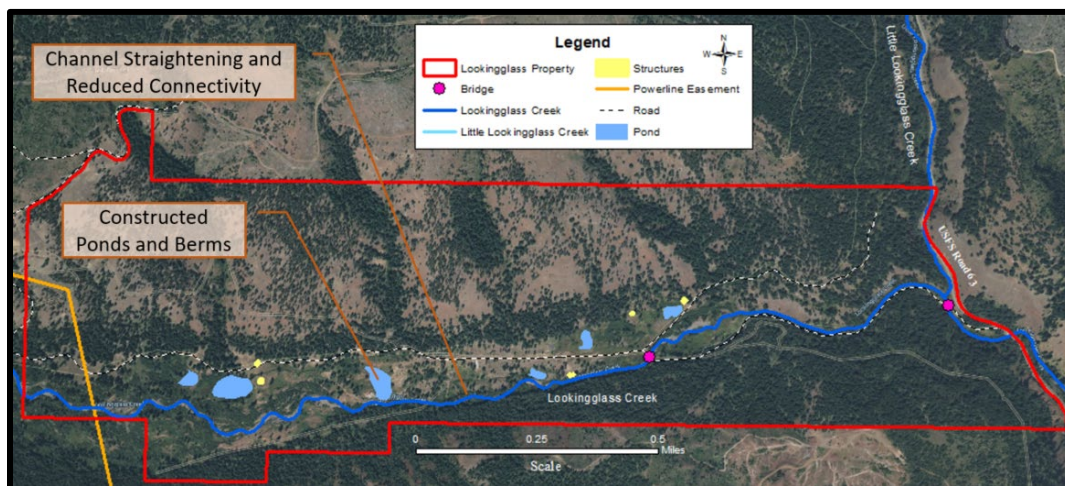 Channel Straightening and
Reduced Connectivity
Constructed
Ponds and Berms
Legend
N
W E
S
Lookingglass Property
Bridge
Lookingglass Creek
Little Lookingglass Creek
Structures
Powerline Easement
Road
Pond
Little Lookingglass Creek
USFS Road 63
Lookingglass Creek
0 0.25 0.5
Miles
Scale